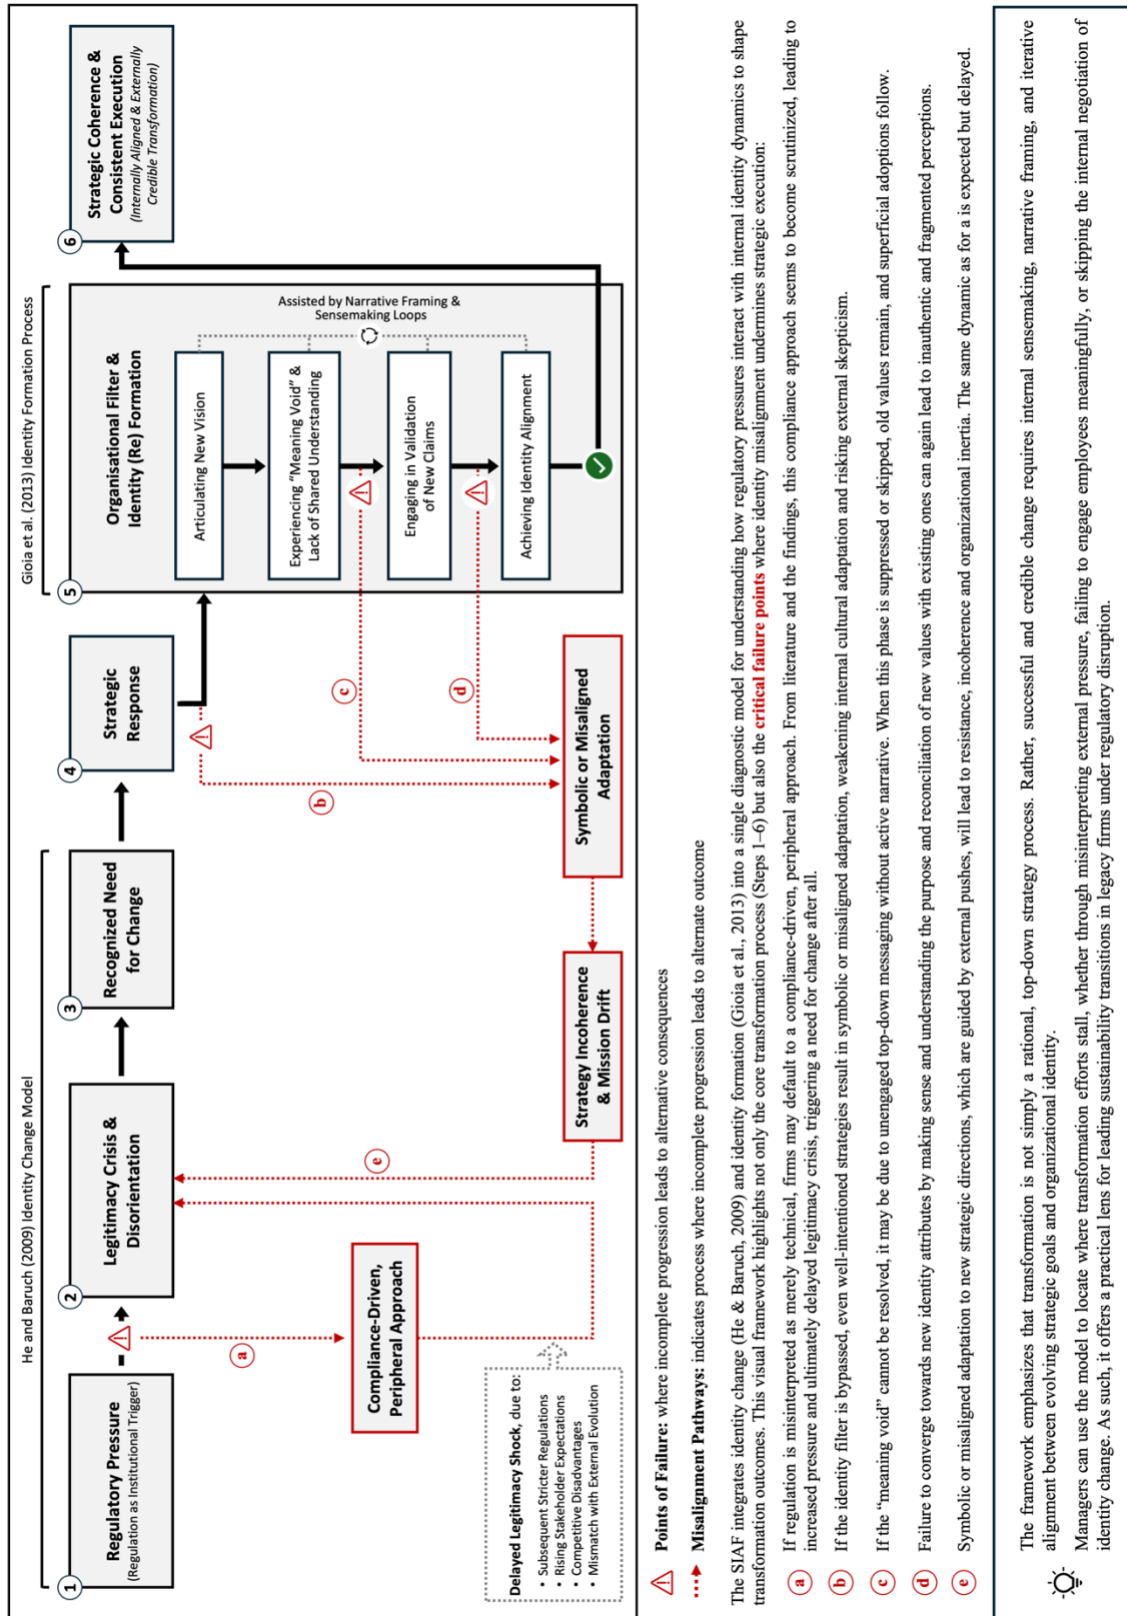 He and Baruch (2009) Identity Change Model
Gioia et al. (2013) Identity Formation Process
1
Regulatory Pressure
(Regulation as Institutional Trigger)
2
Legitimacy Crisis &
Disorientation
3
Recognized Need
for Change
4
Strategic
Response
5
Organisational Filter &
Identity (Re) Formation
Articulating New Vision
Experiencing “Meaning Void” &
Lack of Shared Understanding
Engaging in Validation
of New Claims
Achieving Identity Alignment
Assisted by Narrative Framing &
Sensemaking Loops
6
Strategic Coherence &
Consistent Execution
(Internally Aligned & Externally
Credible Transformation)
a
b
c
d
e
Compliance-Driven,
Peripheral Approach
Delayed Legitimacy Shock, due to:
• Subsequent Stricter Regulations
• Rising Stakeholder Expectations
• Competitive Disadvantages
• Mismatch with External Evolution
Strategy Incoherence
& Mission Drift
Symbolic or Misaligned
Adaptation
Points of Failure: where incomplete progression leads to alternative consequences
Misalignment Pathways: indicates process where incomplete progression leads to alternate outcome
The SIAF integrates identity change (He & Baruch, 2009) and identity formation (Gioia et al., 2013) into a single diagnostic model for understanding how regulatory pressures interact with internal identity dynamics to shape
transformation outcomes. This visual framework highlights not only the core transformation process (Steps 1–6) but also the critical failure points where identity misalignment undermines strategic execution:
a If regulation is misinterpreted as merely technical, firms may default to a compliance-driven, peripheral approach. From literature and the findings, this compliance approach seems to become scrutinized, leading to
increased pressure and ultimately delayed legitimacy crisis, triggering a need for change after all.
b If the identity filter is bypassed, even well-intentioned strategies result in symbolic or misaligned adaptation, weakening internal cultural adaptation and risking external skepticism.
c If the “meaning void” cannot be resolved, it may be due to unengaged top-down messaging without active narrative. When this phase is suppressed or skipped, old values remain, and superficial adoptions follow.
d Failure to converge towards new identity attributes by making sense and understanding the purpose and reconciliation of new values with existing ones can again lead to inauthentic and fragmented perceptions.
e Symbolic or misaligned adaptation to new strategic directions, which are guided by external pushes, will lead to resistance, incoherence and organizational inertia. The same dynamic as for a is expected but delayed.
The framework emphasizes that transformation is not simply a rational, top-down strategy process. Rather, successful and credible change requires internal sensemaking, narrative framing, and iterative
alignment between evolving strategic goals and organizational identity.
Managers can use the model to locate where transformation efforts stall, whether through misinterpreting external pressure, failing to engage employees meaningfully, or skipping the internal negotiation of
identity change. As such, it offers a practical lens for leading sustainability transitions in legacy firms under regulatory disruption.